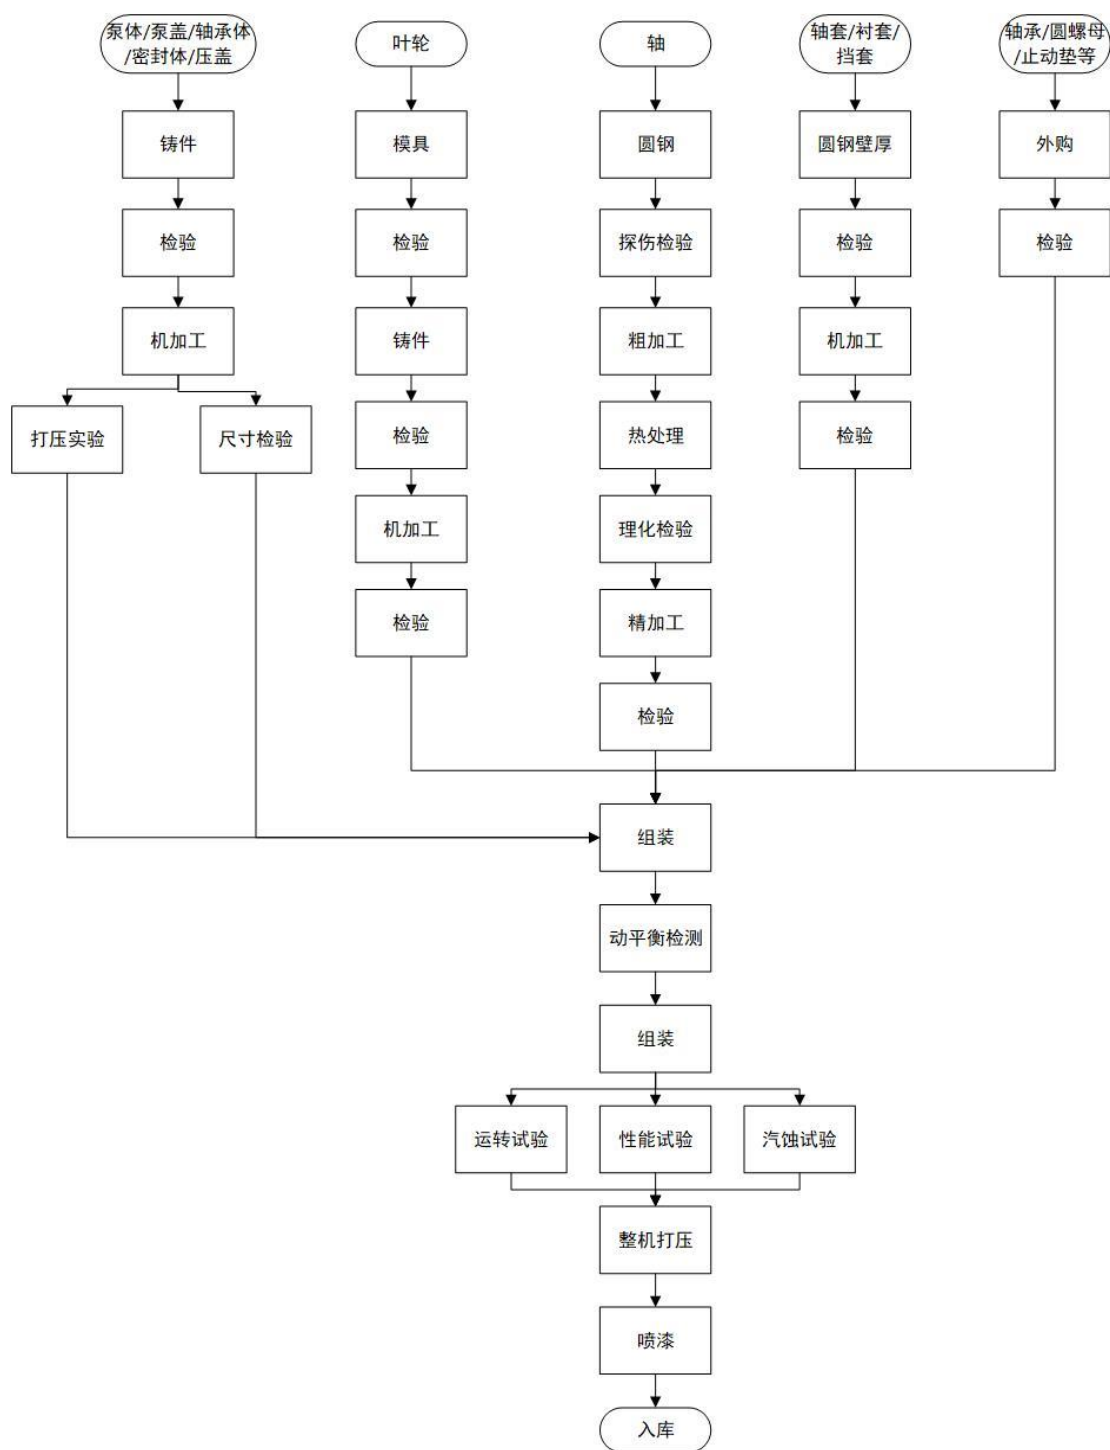 泵体/泵盖/轴承体
/密封体/压盖
叶轮
轴
轴套/衬套/
挡套
轴承/圆螺母
/止动垫等
铸件
模具
圆钢
圆钢壁厚
外购
检验
检验
探伤检验
检验
检验
机加工
铸件
粗加工
机加工
打压实验
尺寸检验
检验
热处理
检验
机加工
理化检验
检验
精加工
检验
组装
动平衡检测
组装
运转试验
性能试验
汽蚀试验
整机打压
喷漆
入库